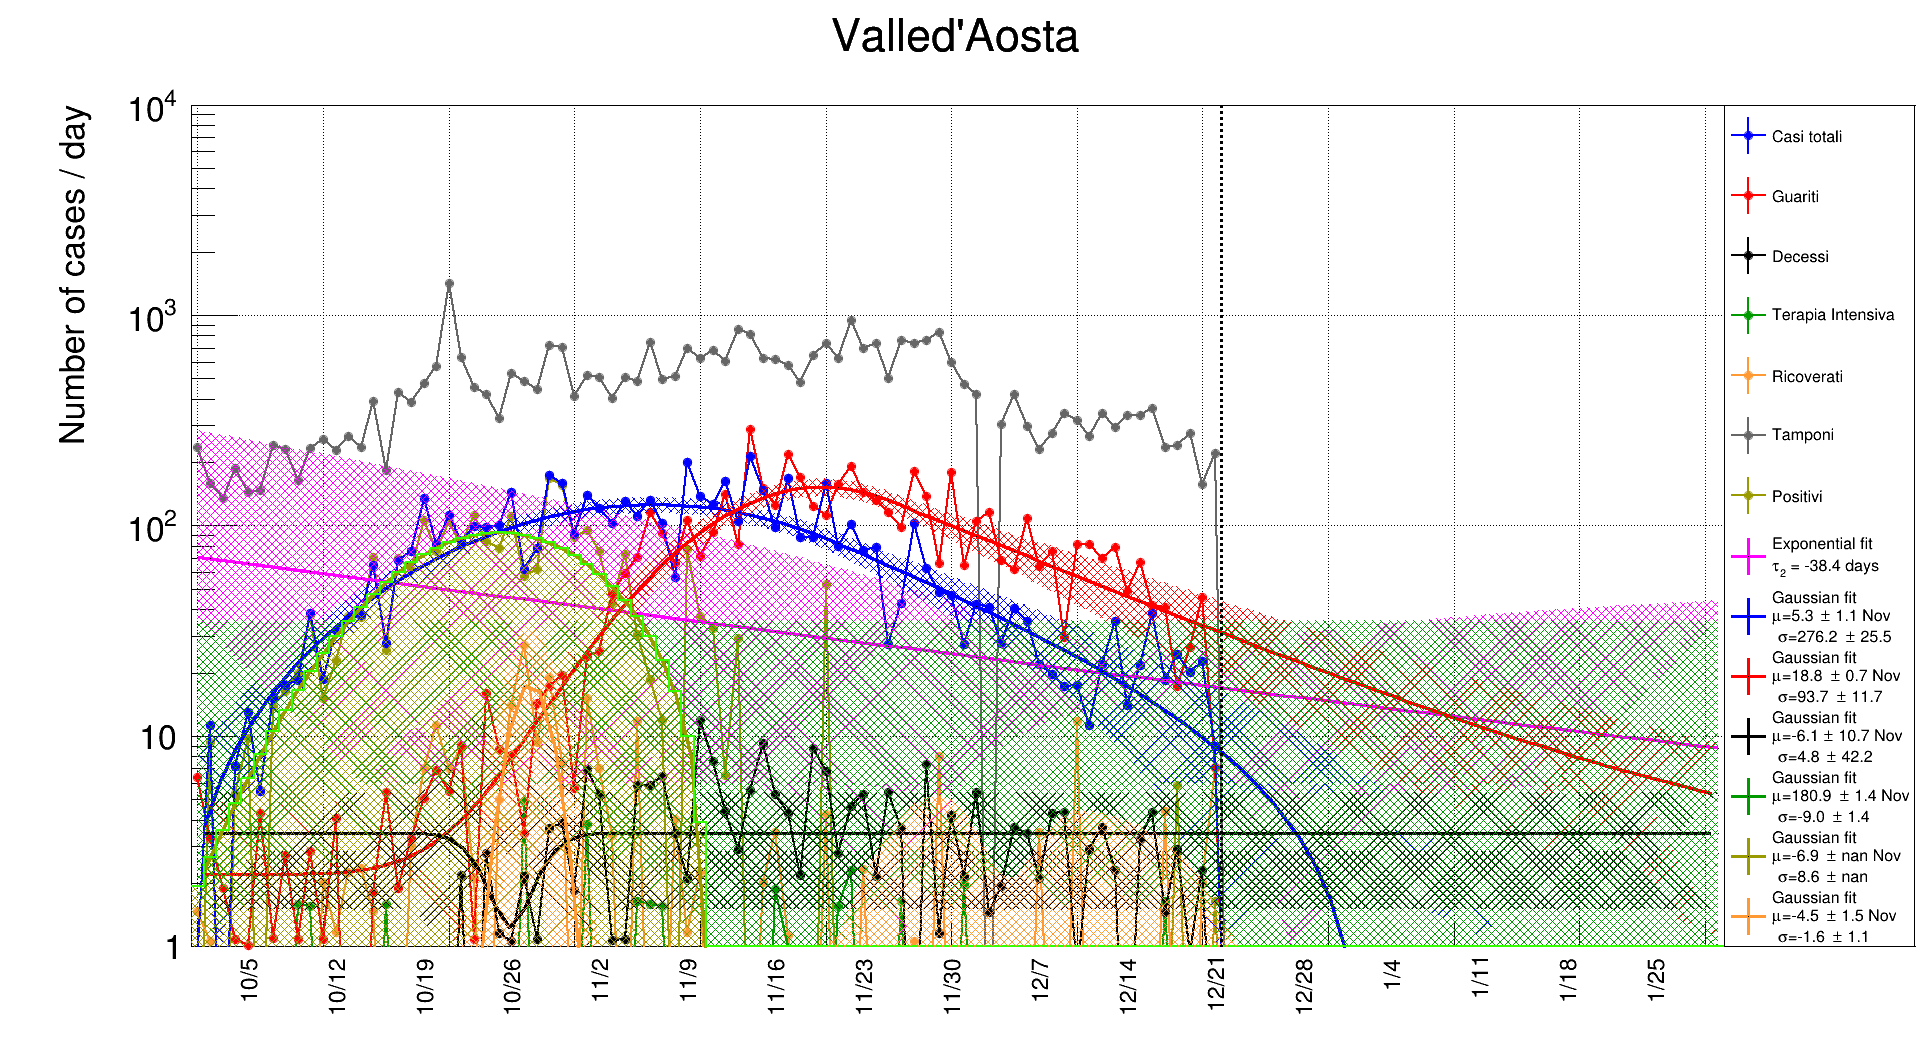 Valled'Aosta
Number of cases / day
10⁴
10³
10²
10
1
10/5
10/12
10/19
10/26
11/2
11/9
11/16
11/23
11/30
12/7
12/14
12/21
12/28
1/4
1/11
1/18
1/25
Casi totali
Guariti
Decessi
Terapia Intensiva
Ricoverati
Tamponi
Positivi
Exponential fit
τ₂ = -38.4 days
Gaussian fit
μ=5.3 ± 1.1 Nov
σ=276.2 ± 25.5
Gaussian fit
μ=18.8 ± 0.7 Nov
σ=93.7 ± 11.7
Gaussian fit
μ=-6.1 ± 10.7 Nov
σ=4.8 ± 42.2
Gaussian fit
μ=180.9 ± 1.4 Nov
σ=-9.0 ± 1.4
Gaussian fit
μ=-6.9 ± nan Nov
σ=8.6 ± nan
Gaussian fit
μ=-4.5 ± 1.5 Nov
σ=-1.6 ± 1.1